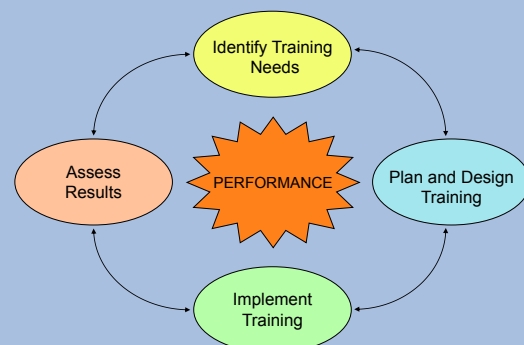 Identify Training
Needs
Assess
Results
PERFORMANCE
Plan and Design
Training
Implement
Training